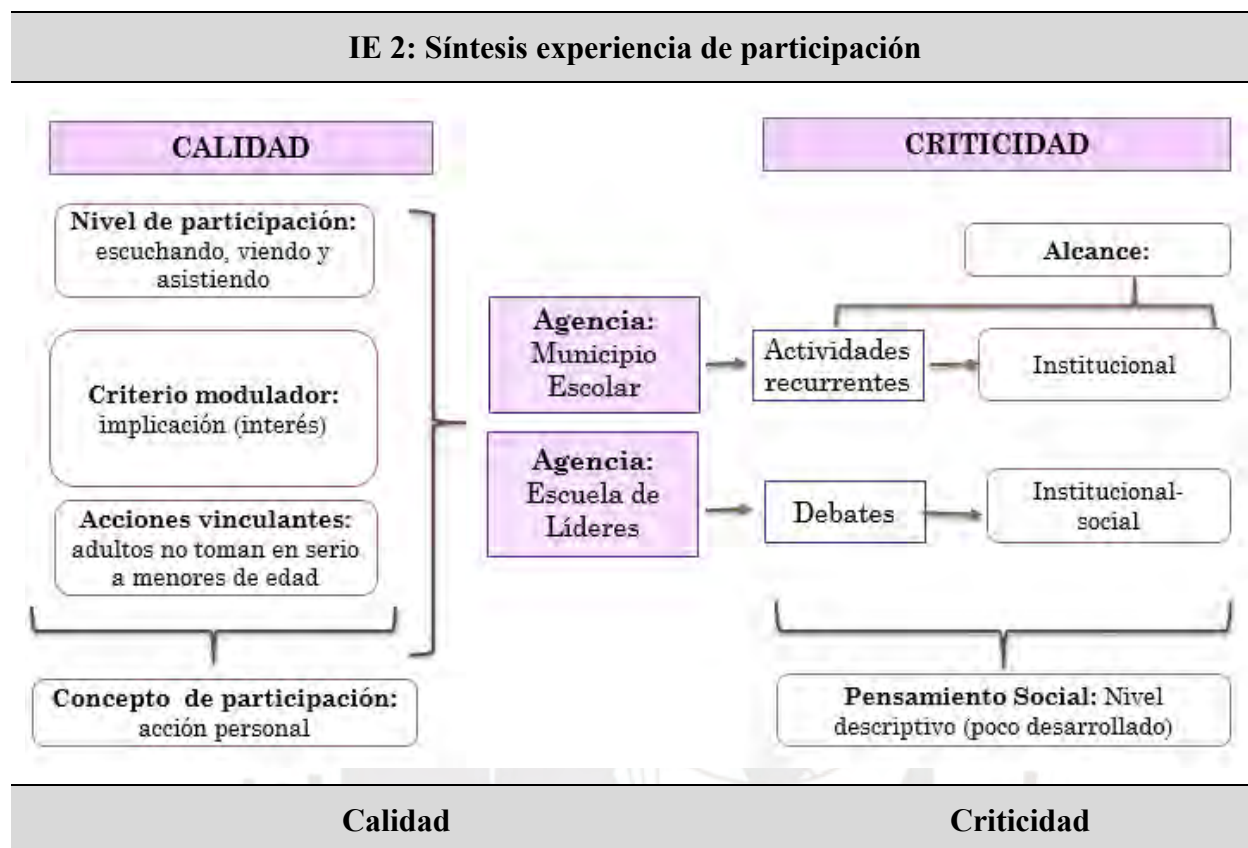 IE 2: Síntesis experiencia de participación
CALIDAD
Nivel de participación:
escuchando, viendo y
asistiendo
Criterio modulador:
implicación (interés)
Acciones vinculantes:
adultos no toman en serio
a menores de edad
Concepto de participación:
acción personal
Agencia:
Municipio
Escolar
Agencia:
Escuela de
Líderes
CRITICIDAD
Alcance:
Actividades
recurrentes
Institucional
Debates
Institucional-
social
Pensamiento Social: Nivel
descriptivo (poco desarrollado)
Calidad
Criticidad